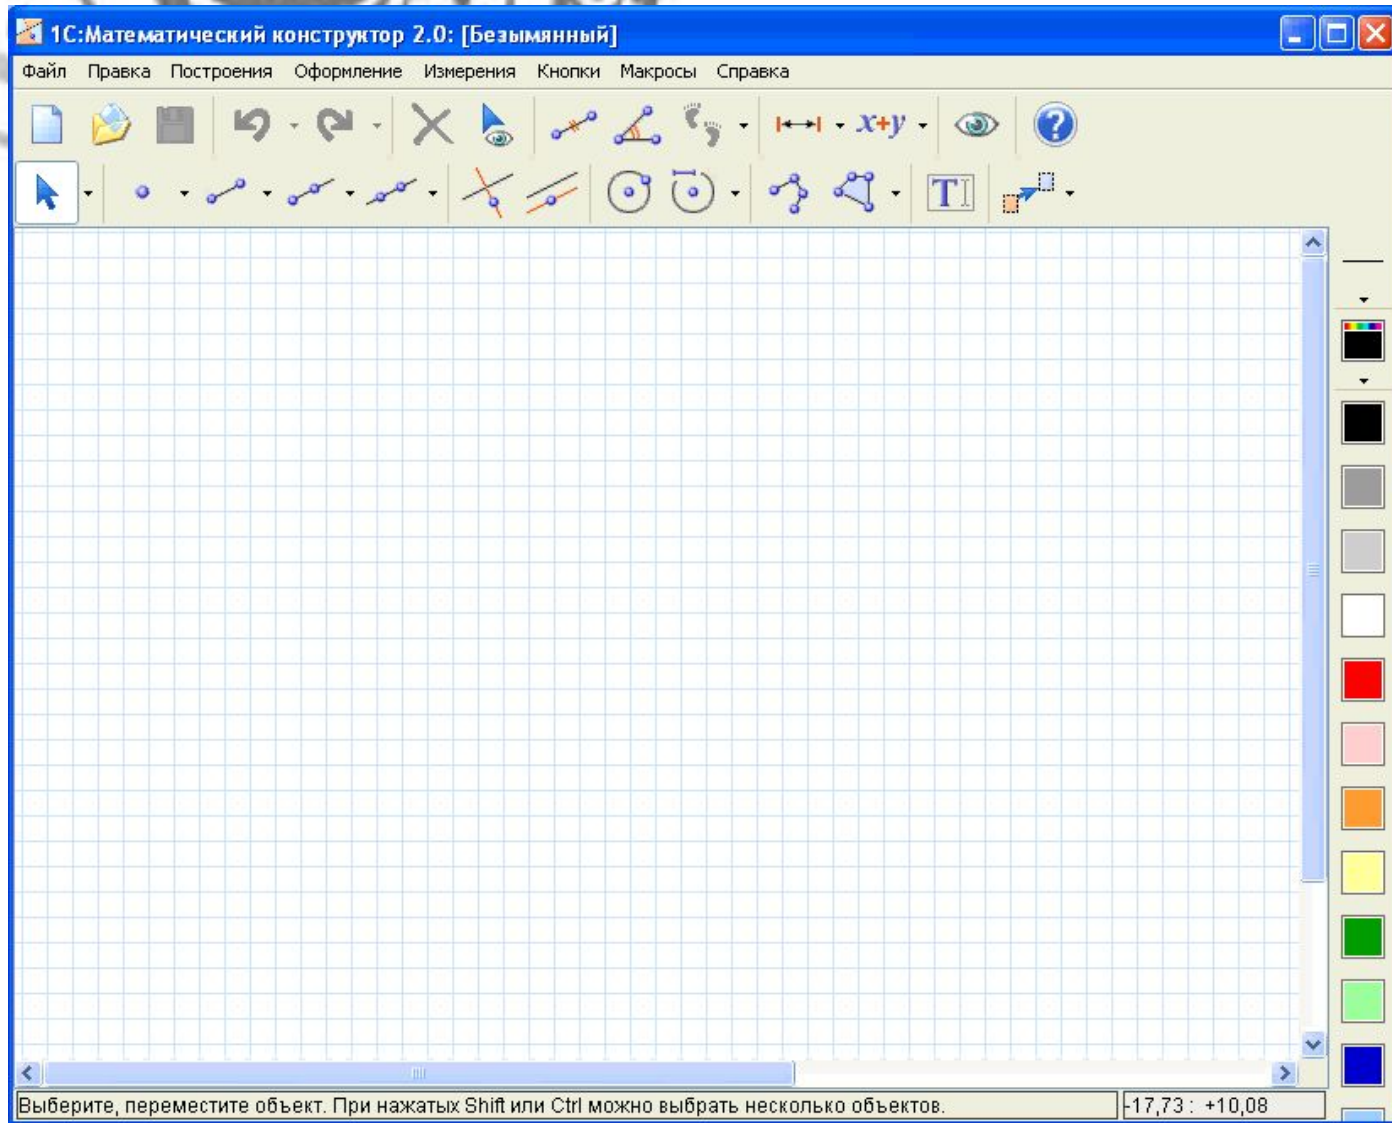 1С:Математический конструктор 2.0: [Безымянный]
Файл Правка Построения Оформление Измерения Кнопки Макросы Справка
x+y
T
Выберите, переместите объект. При нажатых Shift или Ctrl можно выбрать несколько объектов. -17,73 : +10,08